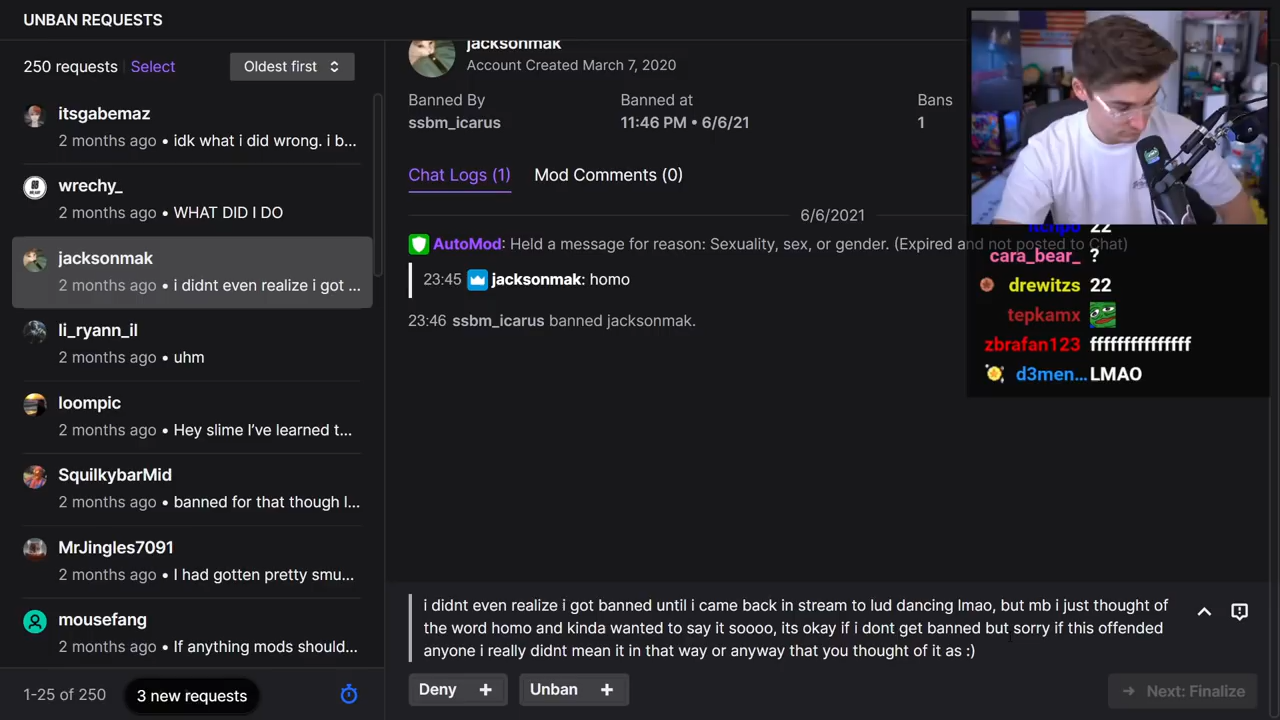 UNBAN REQUESTS
250 requests Select
Oldest first
itsgabemaz
2 months ago • idk what i did wrong. i b...
wrechy_
2 months ago • WHAT DID I DO
jacksonmak
2 months ago • i didnt even realize i got ...
li_ryann_il
2 months ago • uhm
loompic
2 months ago • Hey slime I've learned t...
SquilkybarMid
2 months ago • banned for that though I...
MrJingles7091
2 months ago • I had gotten pretty smu...
mousefang
2 months ago • If anything mods should...
1-25 of 250
3 new requests
jacksonmak
Account Created March 7, 2020
Banned By
ssbm_icarus
Banned at
11:46 PM • 6/6/21
Bans
1
Chat Logs (1)
Mod Comments (0)
6/6/2021
AutoMod: Held a message for reason: Sexuality, sex, or gender. (Expired and not posted to Chat)
23:45 jacksonmak: homo
23:46 ssbm_icarus banned jacksonmak.
22
cara_bear_ ?
drewitzs 22
tepkamx
zbrafan123 ffffffffffffff
d3men... LMAO
i didnt even realize i got banned until i came back in stream to lud dancing lmao, but mb i just thought of
the word homo and kinda wanted to say it soooo, its okay if i dont get banned but sorry if this offended
anyone i really didnt mean it in that way or anyway that you thought of it as :)
Deny +
Unban +
→ Next: Finalize